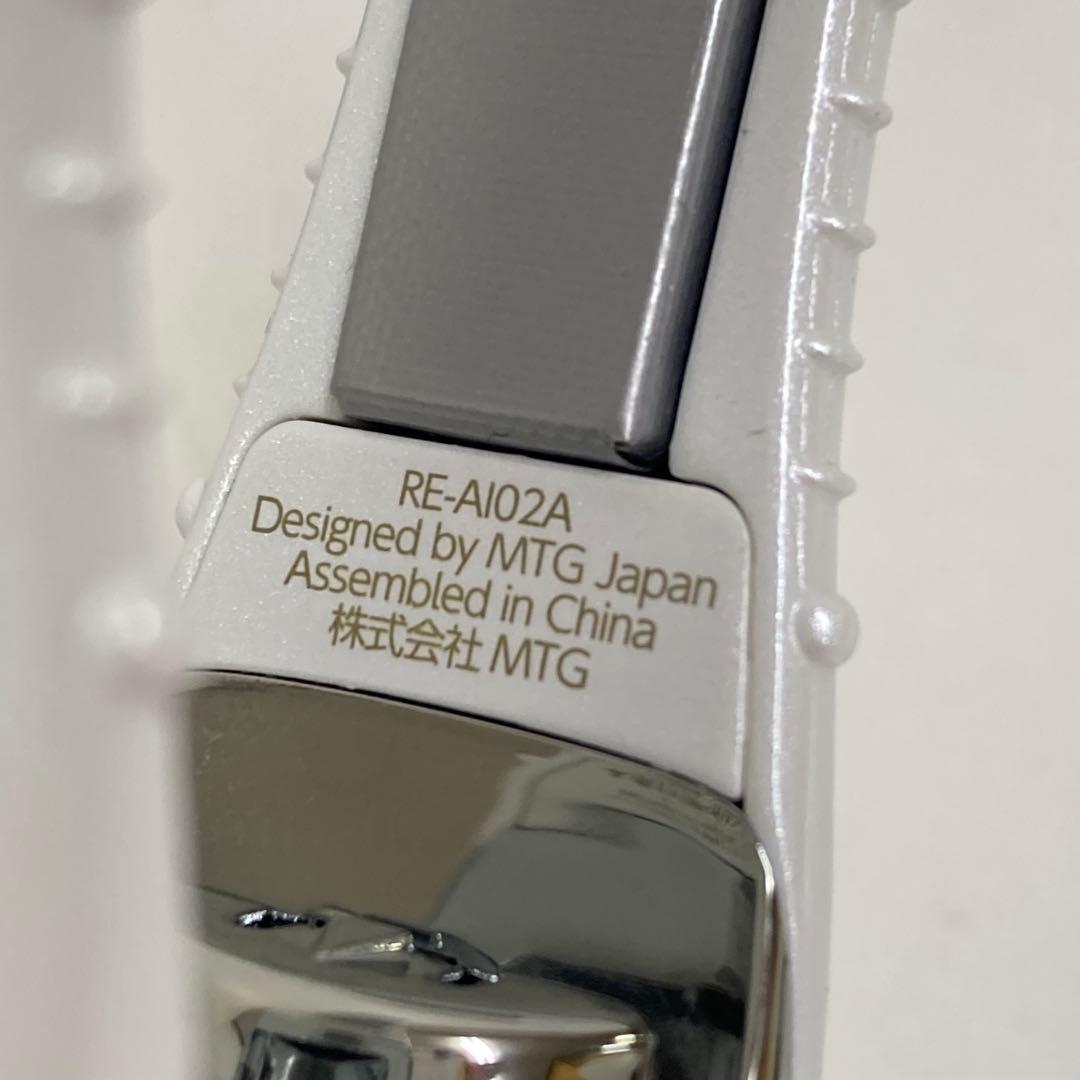 RE-AI02A
Designed by MTG Japan
Assembled in China
株式会社 MTG